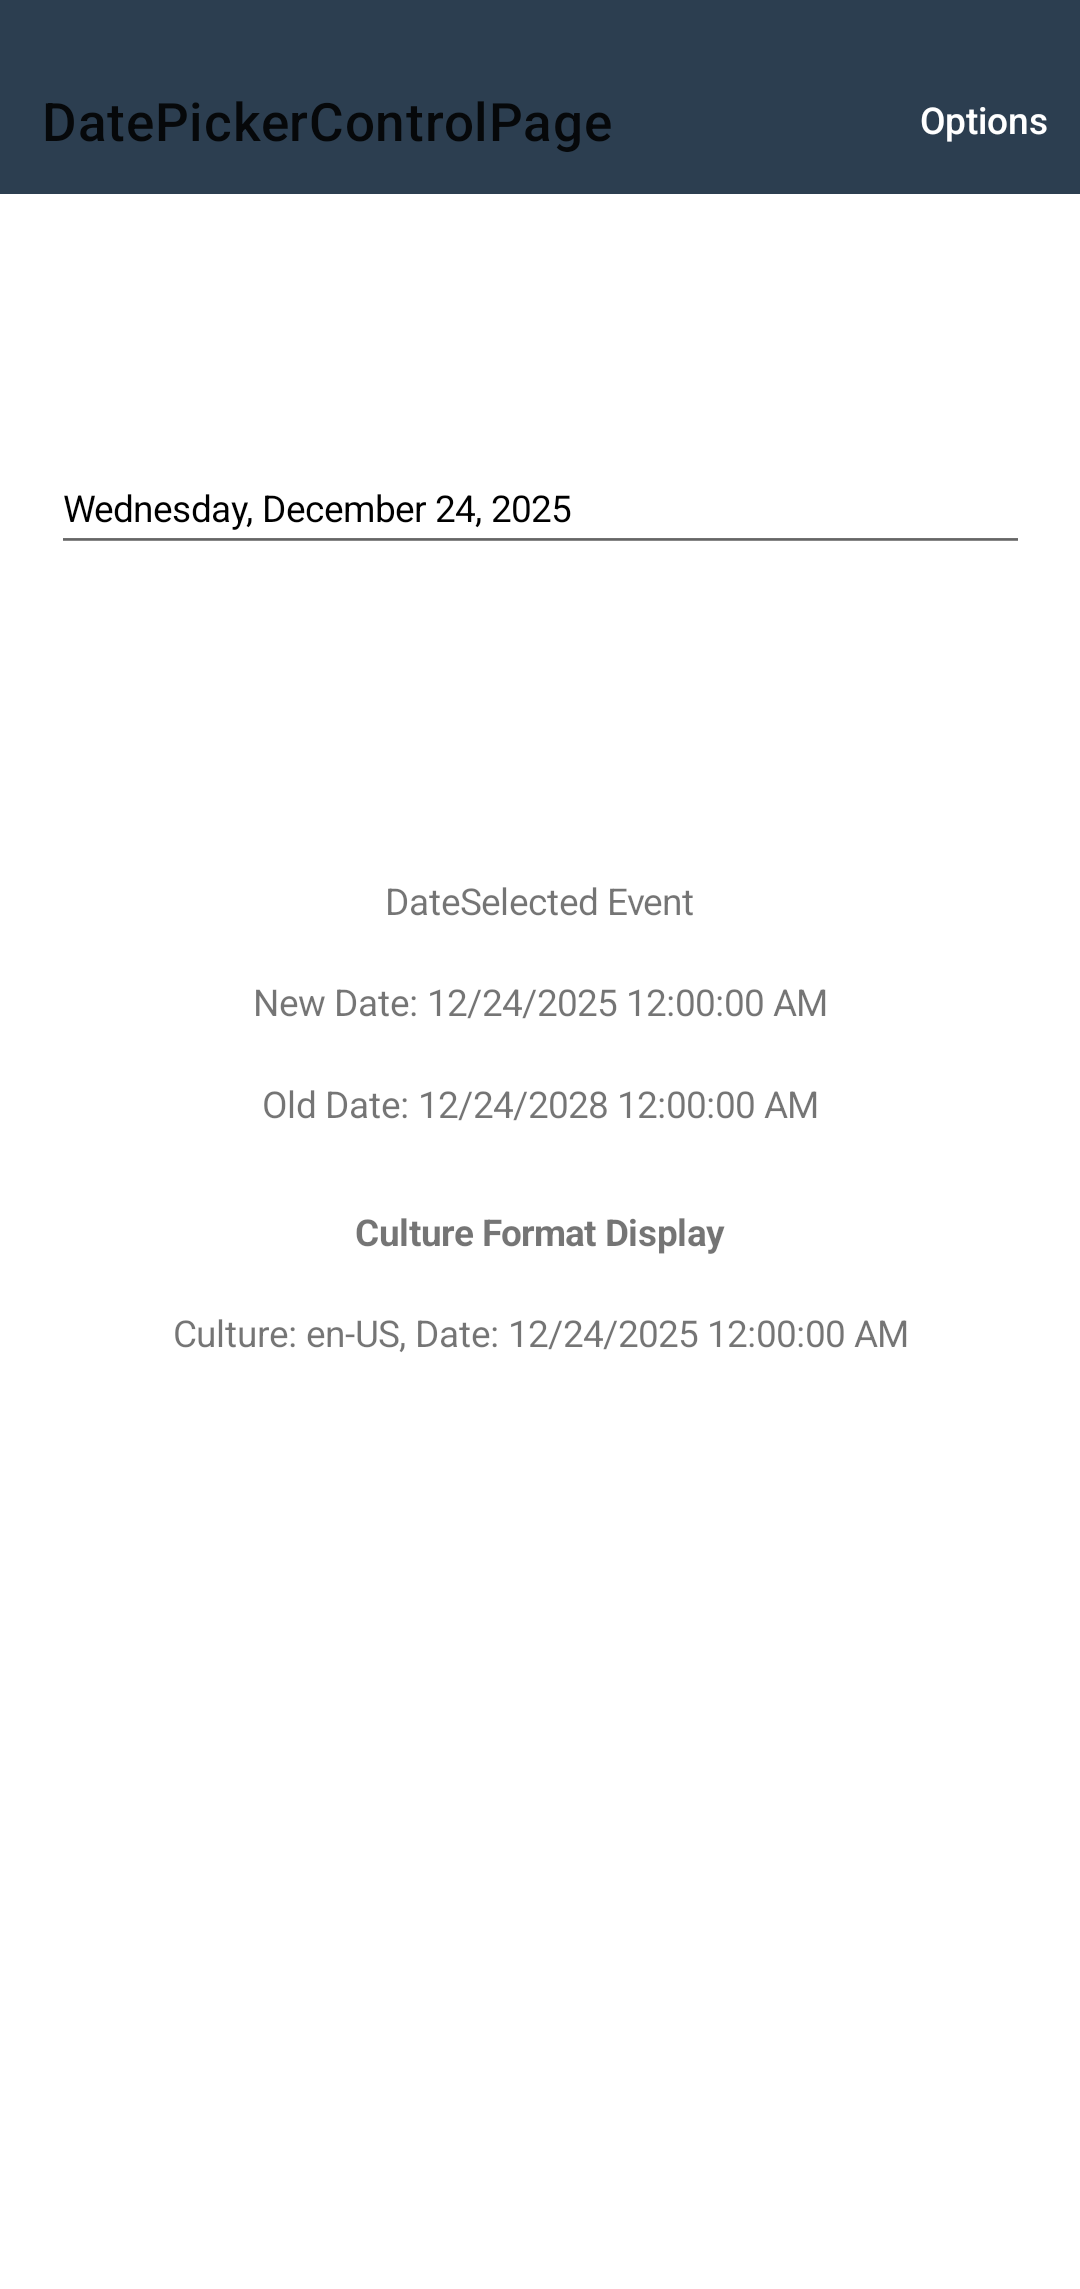 DatePickerControlPage
Options
Wednesday, December 24, 2025
DateSelected Event
New Date: 12/24/2025 12:00:00 AM
Old Date: 12/24/2028 12:00:00 AM
Culture Format Display
Culture: en-US, Date: 12/24/2025 12:00:00 AM